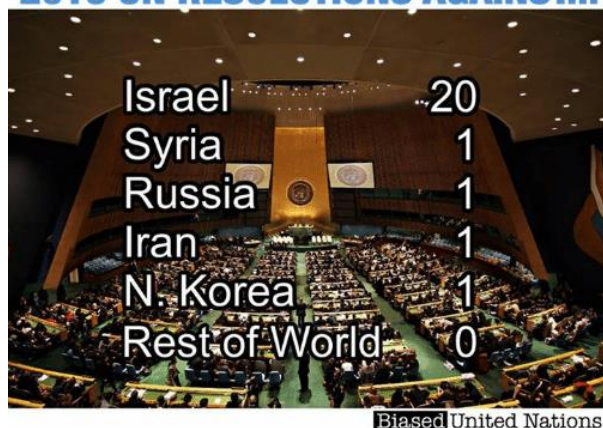 Israel 20
Syria 1
Russia 1
Iran 1
N. Korea 1
Rest of World 0
Biased United Nations